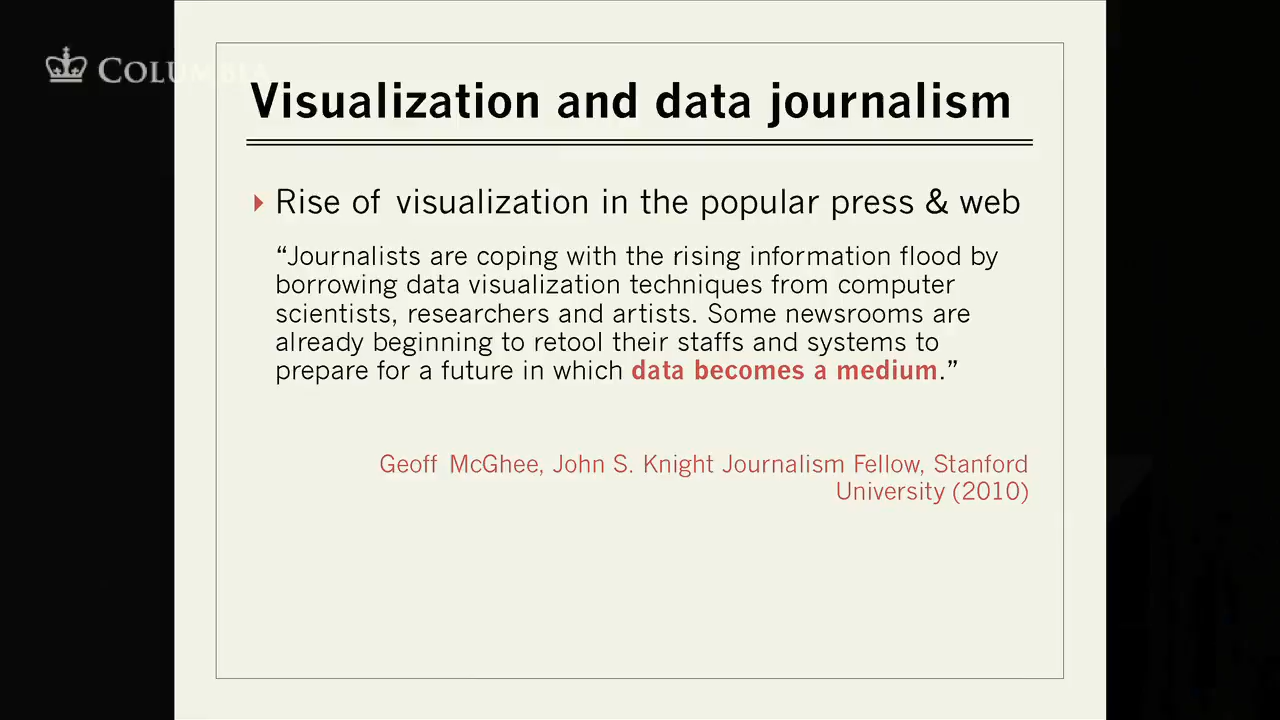 COLUMBIA
Visualization and data journalism
Rise of visualization in the popular press & web
“Journalists are coping with the rising information flood by
borrowing data visualization techniques from computer
scientists, researchers and artists. Some newsrooms are
already beginning to retool their staffs and systems to
prepare for a future in which data becomes a medium.”
Geoff McGhee, John S. Knight Journalism Fellow, Stanford
University (2010)